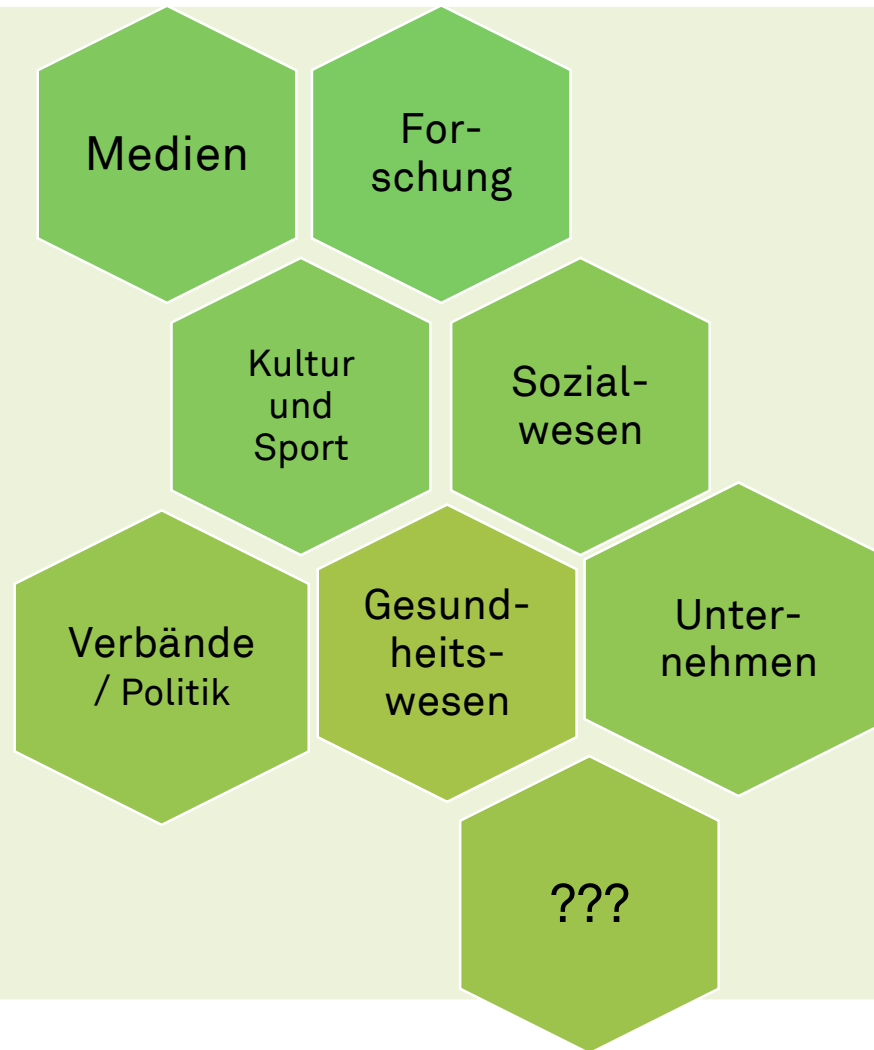 Medien
For-
schung
Kultur
und
Sport
Sozial-
wesen
Verbände
/ Politik
Gesund-
heits-
wesen
Unter-
nehmen
???